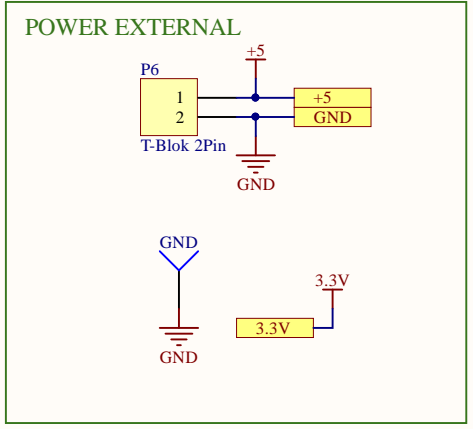 POWER EXTERNAL
+5
P6
1
+5
2
GND
T-Blok 2Pin
GND
GND
3.3V
3.3V
GND